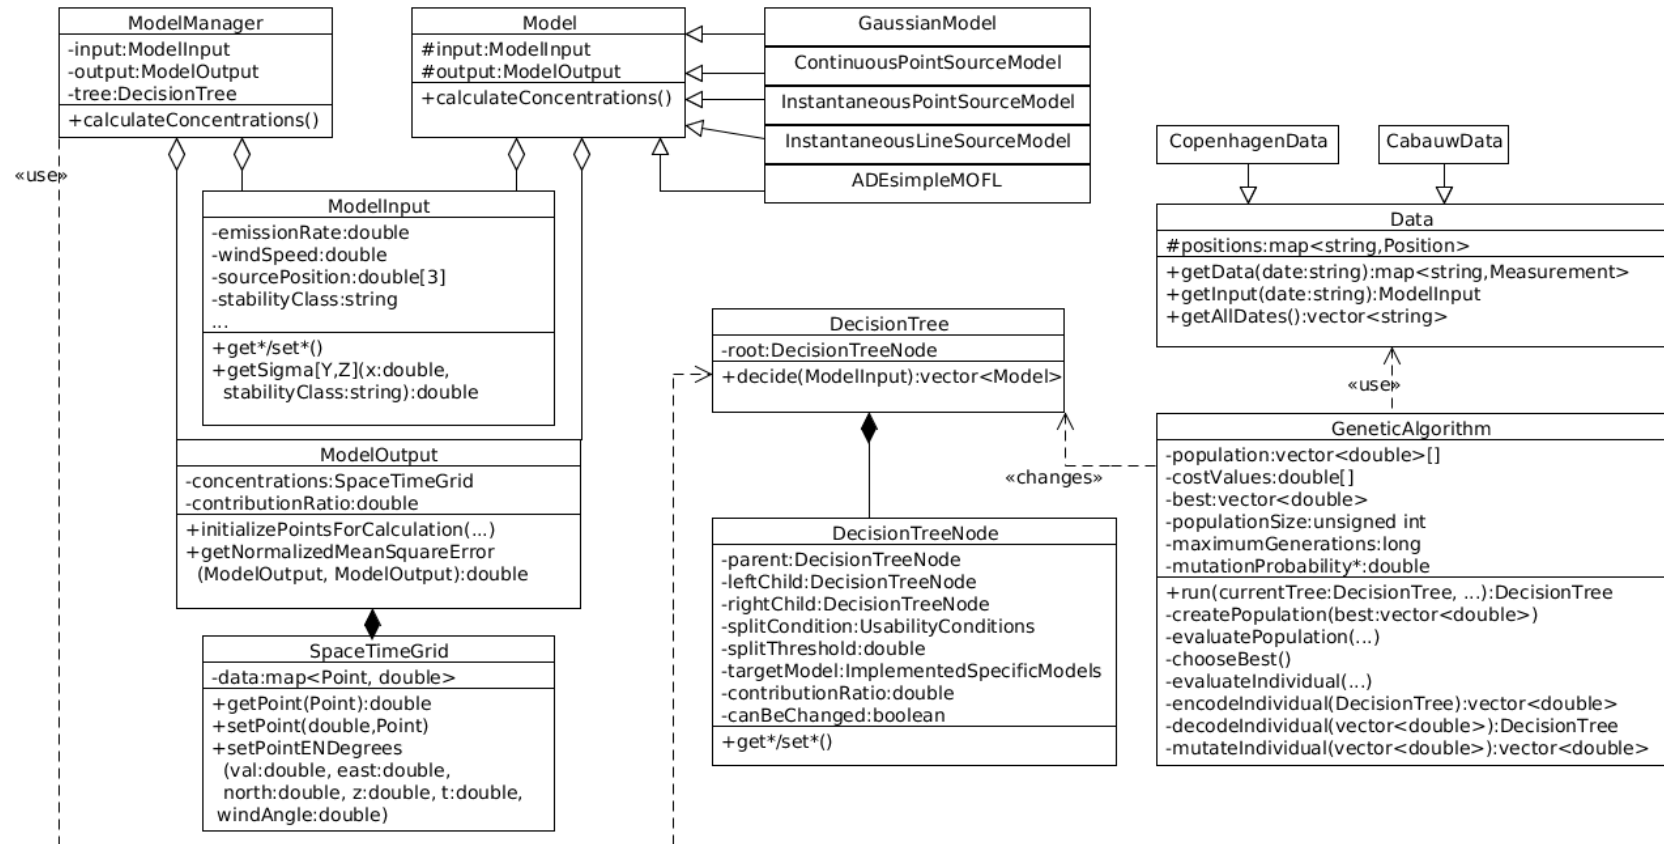 ModelManager
-input:ModelInput
-output:ModelOutput
-tree:DecisionTree
+calculateConcentrations()
Model
#input:ModelInput
#output:ModelOutput
+calculateConcentrations()
GaussianModel
ContinuousPointSourceModel
InstantaneousPointSourceModel
InstantaneousLineSourceModel
ADEsimpleMOFL
«use»
ModelInput
-emissionRate:double
-windSpeed:double
-sourcePosition:double[3]
-stabilityClass:string
...
+get*/set*()
+getSigma[Y,Z](x:double,
stabilityClass:string):double
ModelOutput
-concentrations:SpaceTimeGrid
-contributionRatio:double
+initializePointsForCalculation(...)
+getNormalizedMeanSquareError
(ModelOutput, ModelOutput):double
SpaceTimeGrid
-data:map<Point, double>
+getPoint(Point):double
+setPoint(double,Point)
+setPointENDegrees
(val:double, east:double,
north:double, z:double, t:double,
windAngle:double)
DecisionTree
-root:DecisionTreeNode
+decide(ModelInput):vector<Model>
«changes»
DecisionTreeNode
-parent:DecisionTreeNode
-leftChild:DecisionTreeNode
-rightChild:DecisionTreeNode
-splitCondition:UsabilityConditions
-splitThreshold:double
-targetModel:ImplementedSpecificModels
-contributionRatio:double
-canBeChanged:boolean
+get*/set*()
CopenhagenData
CabauwData
Data
#positions:map<string,Position>
+getData(date:string):map<string,Measurement>
+getInput(date:string):ModelInput
+getAllDates():vector<string>
«use»
GeneticAlgorithm
-population:vector<double>[]
-costValues:double[]
-best:vector<double>
-populationSize:unsigned int
-maximumGenerations:long
-mutationProbability*:double
+run(currentTree:DecisionTree, ...):DecisionTree
-createPopulation(best:vector<double>)
-evaluatePopulation(...)
-chooseBest()
-evaluateIndividual(...)
-encodeIndividual(DecisionTree):vector<double>
-decodeIndividual(vector<double>):DecisionTree
-mutateIndividual(vector<double>):vector<double>